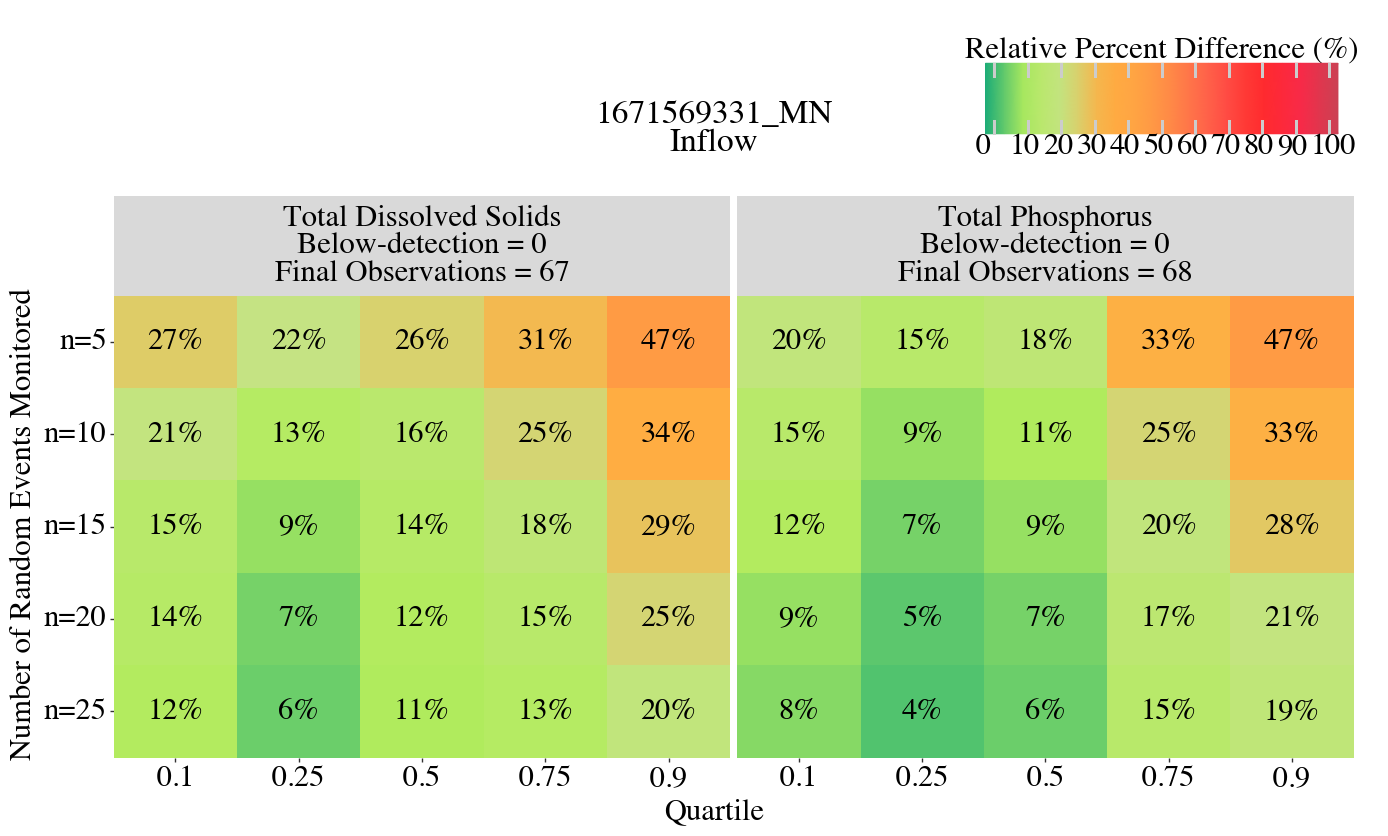 Relative Percent Difference (%)
0 10 20 30 40 50 60 70 80 90 100
1671569331_MN
Inflow
Total Dissolved Solids
Below-detection = 0
Final Observations = 67
Total Phosphorus
Below-detection = 0
Final Observations = 68
Number of Random Events Monitored
n=5 27% 22% 26% 31% 47% 20% 15% 18% 33% 47%
n=10 21% 13% 16% 25% 34% 15% 9% 11% 25% 33%
n=15 15% 9% 14% 18% 29% 12% 7% 9% 20% 28%
n=20 14% 7% 12% 15% 25% 9% 5% 7% 17% 21%
n=25 12% 6% 11% 13% 20% 8% 4% 6% 15% 19%
0.1 0.25 0.5 0.75 0.9 0.1 0.25 0.5 0.75 0.9
Quartile